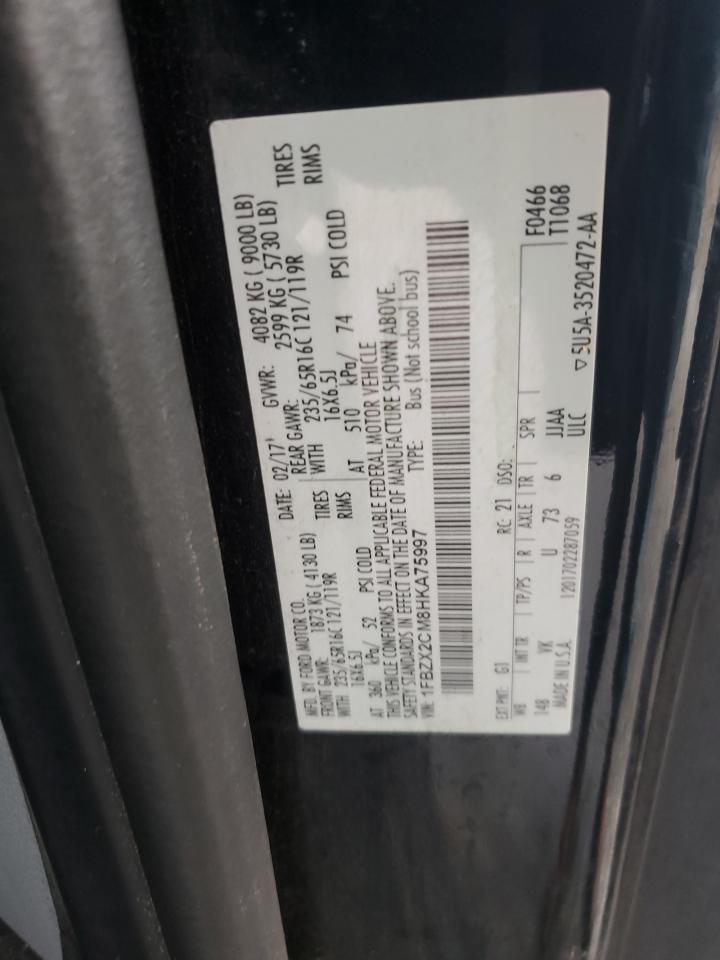 MFD. BY FORD MOTOR CO. DATE: 02/17' GVWR: 4082 KG ( 9000 LB)
FRONT GAWR: 1873 KG ( 4130 LB) REAR GAWR: 2599 KG ( 5730 LB)
WITH 235/65R16C 121/119R TIRES WITH 235/65R16C 121/119R TIRES
16X6.5J RIMS 16X6.5J RIMS
AT 360 kPa/ 52 PSI COLD AT 510 kPa/ 74 PSI COLD
THIS VEHICLE CONFORMS TO ALL APPLICABLE FEDERAL MOTOR VEHICLE
SAFETY STANDARDS IN EFFECT ON THE DATE OF MANUFACTURE SHOWN ABOVE.
VIN: 1FBZX2CM8HKA75997 TYPE: Bus (Not school bus)
EXT PNT: G1 RC: 21 DSO: F0466
WB INT TR TP/PS R AXLE TR SPR T1068
148 VK U 73 6 JJAA
MADE IN U.S.A. 1201702287059 ULC ▽ 5U5A-3520472-AA